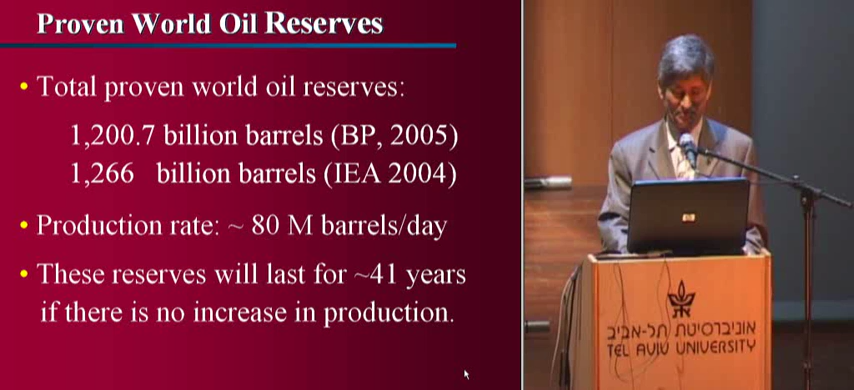 Proven World Oil Reserves
• Total proven world oil reserves:
1,200.7 billion barrels (BP, 2005)
1,266 billion barrels (IEA 2004)
• Production rate: ~ 80 M barrels/day
• These reserves will last for ~41 years
if there is no increase in production.
hp
אוניברסיטת תל-אביב
TEL AVIV UNIVERSITY